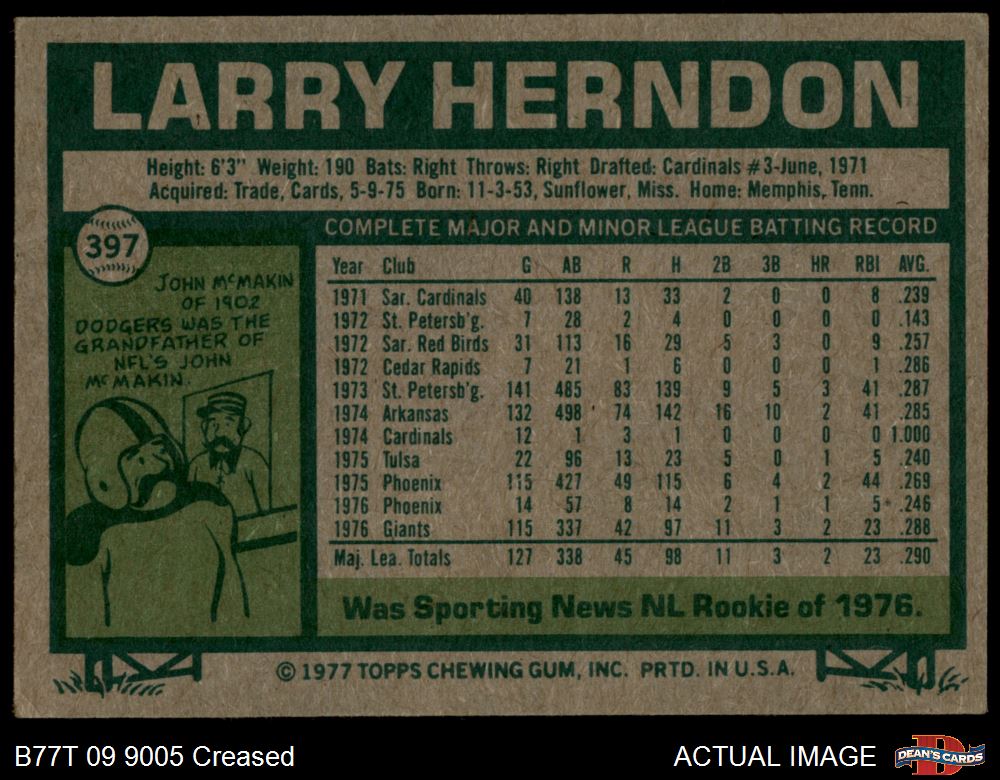 LARRY HERNDON
Height: 6'3" Weight: 190 Bats: Right Throws: Right Drafted: Cardinals #3-June, 1971
Acquired: Trade, Cards, 5-9-75 Born: 11-3-53, Sunflower, Miss. Home: Memphis, Tenn.
397
JOHN McMAKIN
OF 1902
DODGERS WAS THE
GRANDFATHER OF
NFL'S JOHN
McMAKIN.
COMPLETE MAJOR AND MINOR LEAGUE BATTING RECORD
Year Club G AB R H 2B 3B HR RBI AVG.
1971 Sar. Cardinals 40 138 13 33 2 0 0 8 .239
1972 St. Petersb'g. 7 28 2 4 0 0 0 0 .143
1972 Sar. Red Birds 31 113 16 29 5 3 0 9 .257
1972 Cedar Rapids 7 21 1 6 0 0 0 1 .286
1973 St. Petersb'g. 141 485 83 139 9 5 3 41 .287
1974 Arkansas 132 498 74 142 16 10 2 41 .285
1974 Cardinals 12 1 3 1 0 0 0 0 1.000
1975 Tulsa 22 96 13 23 5 0 1 5 .240
1975 Phoenix 115 427 49 115 6 4 2 44 .269
1976 Phoenix 14 57 8 14 2 1 1 5 .246
1976 Giants 115 337 42 97 11 3 2 23 .288
Maj. Lea. Totals 127 338 45 98 11 3 2 23 .290
Was Sporting News NL Rookie of 1976.
© 1977 TOPPS CHEWING GUM, INC. PRTD. IN U.S.A.
B77T 09 9005 Creased
ACTUAL IMAGE
DEAN'S CARDS